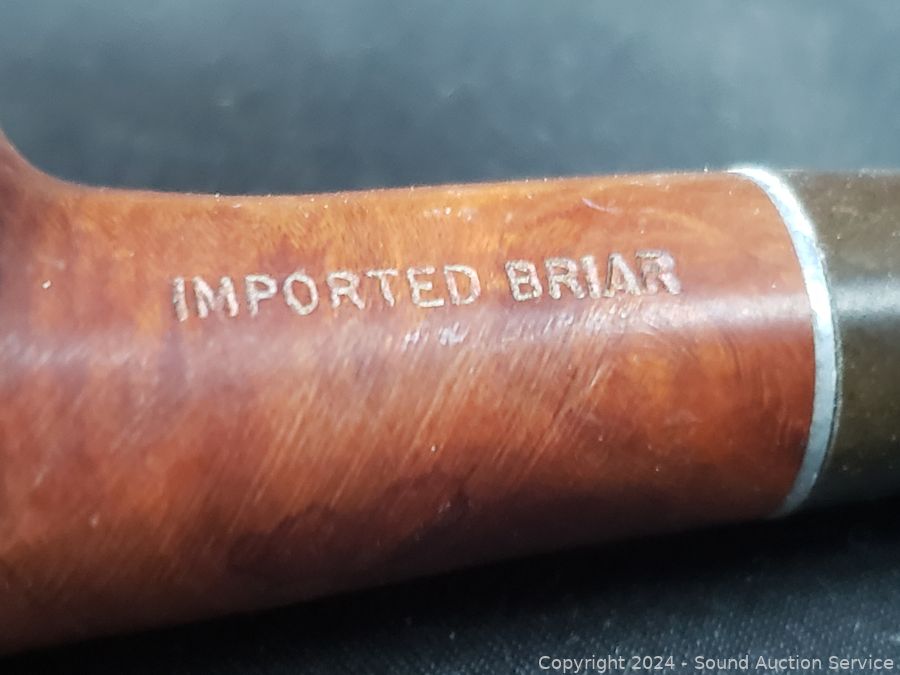 IMPORTED BRIAR
Copyright © 2024 - Sound Auction Service